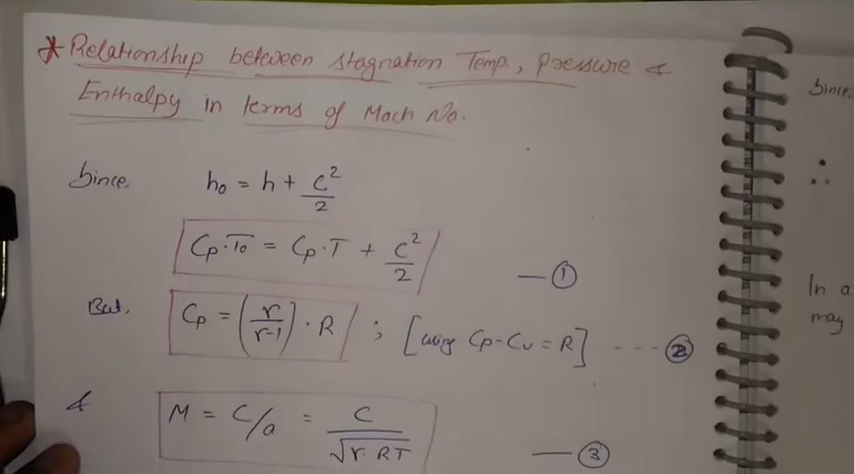 * Relationship between stagnation Temp., pressure &
Enthalpy in terms of Mach No.
Since, h₀ = h + C²/2
Cp·T₀ = Cp·T + C²/2 — ①
But, Cp = (r/r-1)·R ; [using Cp-Cv = R] ---- ②
& M = C/a = C/√r·RT — ③
Since,
∴
In a
may